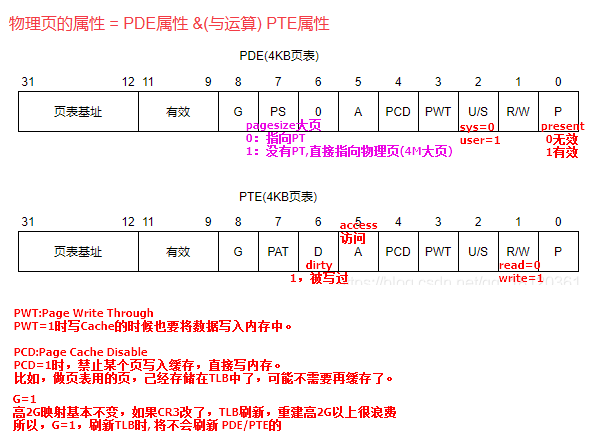 物理页的属性 = PDE属性 &(与运算) PTE属性
PDE(4KB页表)
31 12 11 9 8 7 6 5 4 3 2 1 0
页表基址 有效 G PS 0 A PCD PWT U/S R/W P
pagesize大页
0: 指向PT
1: 没有PT,直接指向物理页(4M大页)
sys=0
user=1
present
0无效
1有效
PTE(4KB页表)
31 12 11 9 8 7 6 5 4 3 2 1 0
access
访问
页表基址 有效 G PAT D A PCD PWT U/S R/W P
dirty
1，被写过
read=0
write=1
PWT:Page Write Through
PWT=1时写Cache的时候也要将数据写入内存中。
PCD:Page Cache Disable
PCD=1时，禁止某个页写入缓存，直接写内存。
比如，做页表用的页，已经存储在TLB中了，可能不需要再缓存了。
G=1
高2G映射基本不变，如果CR3改了，TLB刷新，重建高2G以上很浪费
所以，G=1，刷新TLB时，将不会刷新 PDE/PTE的